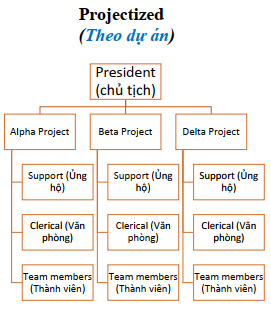 Projectized
(Theo dự án)
President
(chủ tịch)
Alpha Project
Beta Project
Delta Project
Support (Ủng
hộ)
Support (Ủng
hộ)
Support (Ủng
hộ)
Clerical (Văn
phòng)
Clerical (Văn
phòng)
Clerical (Văn
phòng)
Team members
(Thành viên)
Team members
(Thành viên)
Team members
(Thành viên)